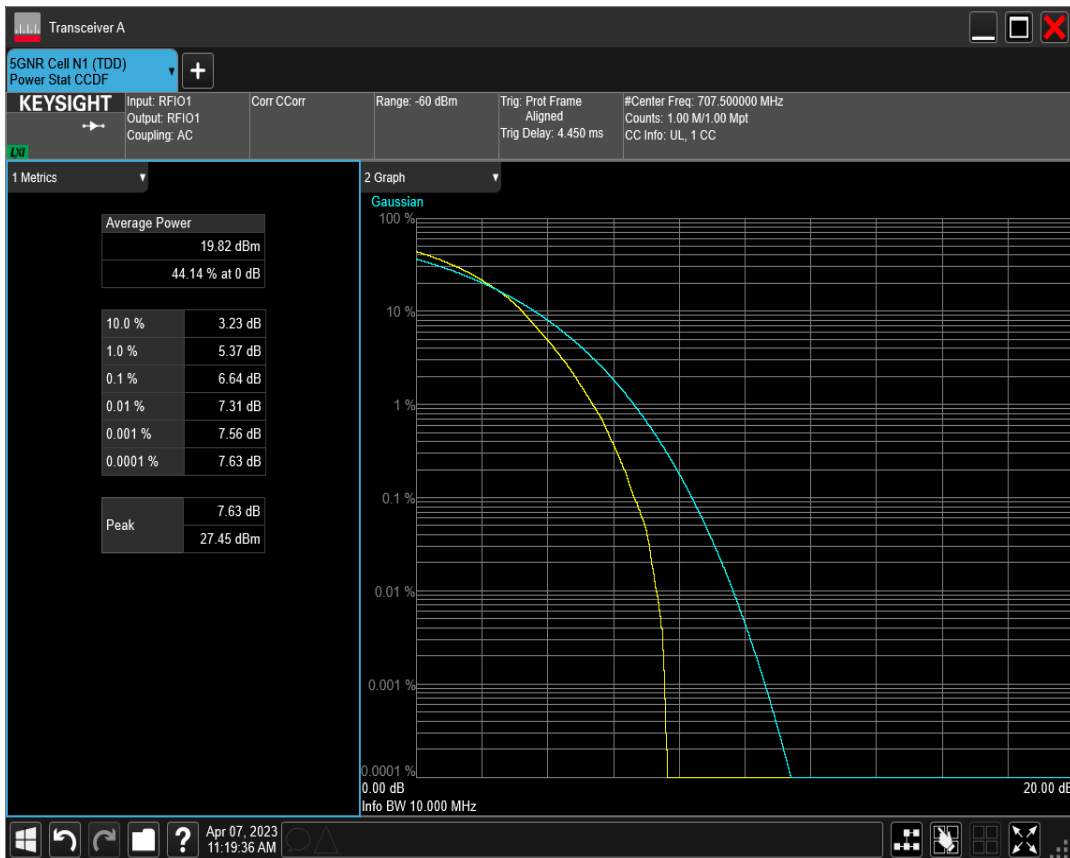 Transceiver A
5GNR Cell N1 (TDD)
Power Stat CCDF
KEYSIGHT
LXI
Input: RFIO1
Output: RFIO1
Coupling: AC
Corr CCorr
Range: -60 dBm
Trig: Prot Frame
Aligned
Trig Delay: 4.450 ms
#Center Freq: 707.500000 MHz
Counts: 1.00 M/1.00 Mpt
CC Info: UL, 1 CC
1 Metrics
Average Power
19.82 dBm
44.14 % at 0 dB
10.0 % 3.23 dB
1.0 % 5.37 dB
0.1 % 6.64 dB
0.01 % 7.31 dB
0.001 % 7.56 dB
0.0001 % 7.63 dB
Peak 7.63 dB
27.45 dBm
2 Graph
Gaussian
100 %
10 %
1 %
0.1 %
0.01 %
0.001 %
0.0001 %
0.00 dB 20.00 dB
Info BW 10.000 MHz
?
Apr 07, 2023
11:19:36 AM